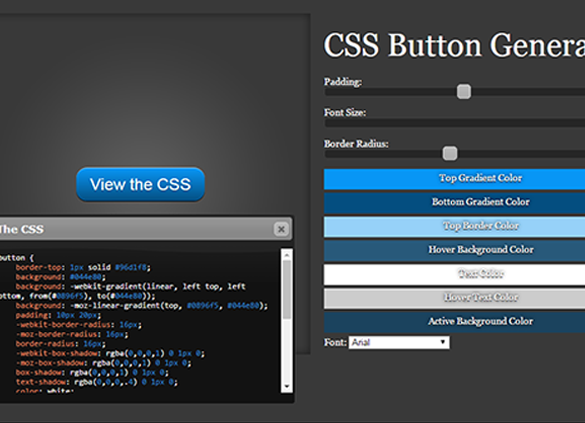 CSS Button Genera
Padding:
Font Size:
Border Radius:
View the CSS
Top Gradient Color
Bottom Gradient Color
Top Border Color
Hover Background Color
Text Color
Hover Text Color
Active Background Color
Font: Arial
The CSS
button {
border-top: 1px solid #96d1f8;
background: #044e80;
background: -webkit-gradient(linear, left top, left
bottom, from(#0896f5), to(#044e80));
background: -moz-linear-gradient(top, #0896f5, #044e80);
padding: 10px 20px;
-webkit-border-radius: 16px;
-moz-border-radius: 16px;
border-radius: 16px;
-webkit-box-shadow: rgba(0,0,0,1) 0 1px 0;
-moz-box-shadow: rgba(0,0,0,1) 0 1px 0;
box-shadow: rgba(0,0,0,1) 0 1px 0;
text-shadow: rgba(0,0,0,.4) 0 1px 0;
color: white;